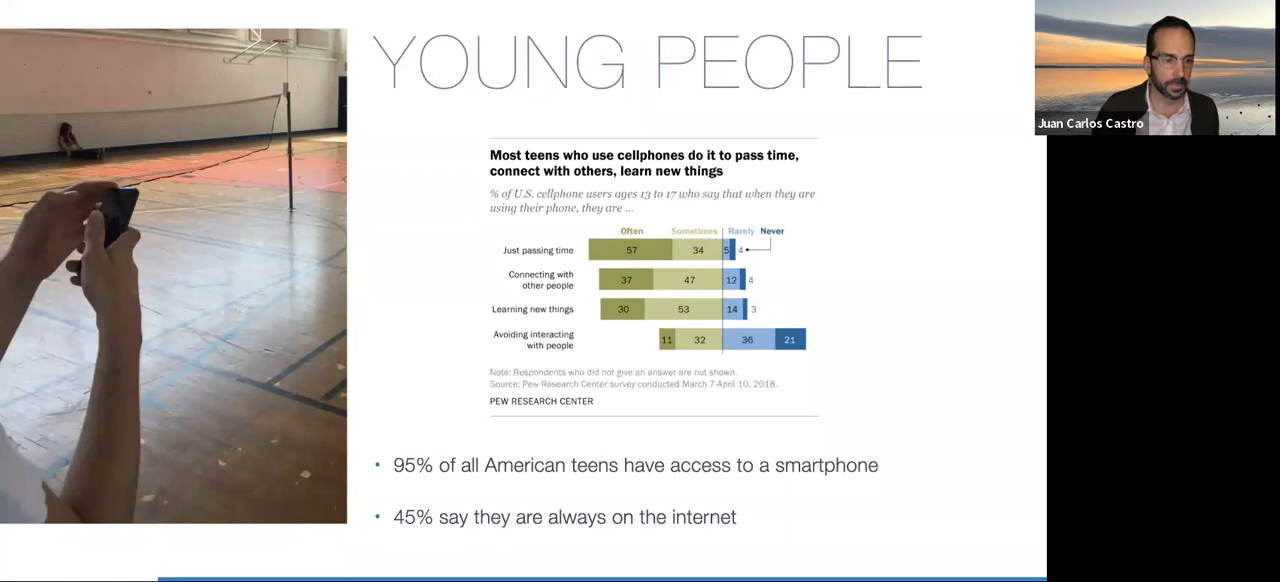 YOUNG PEOPLE
Juan Carlos Castro
Most teens who use cellphones do it to pass time,
connect with others, learn new things
% of U.S. cellphone users ages 13 to 17 who say that when they are
using their phone, they are ...
Often Sometimes Rarely Never
Just passing time 57 34 5 4
Connecting with
other people 37 47 12 4
Learning new things 30 53 14 3
Avoiding interacting
with people 11 32 36 21
Note: Respondents who did not give an answer are not shown.
Source: Pew Research Center survey conducted March 7-April 10, 2018.
PEW RESEARCH CENTER
• 95% of all American teens have access to a smartphone
• 45% say they are always on the internet